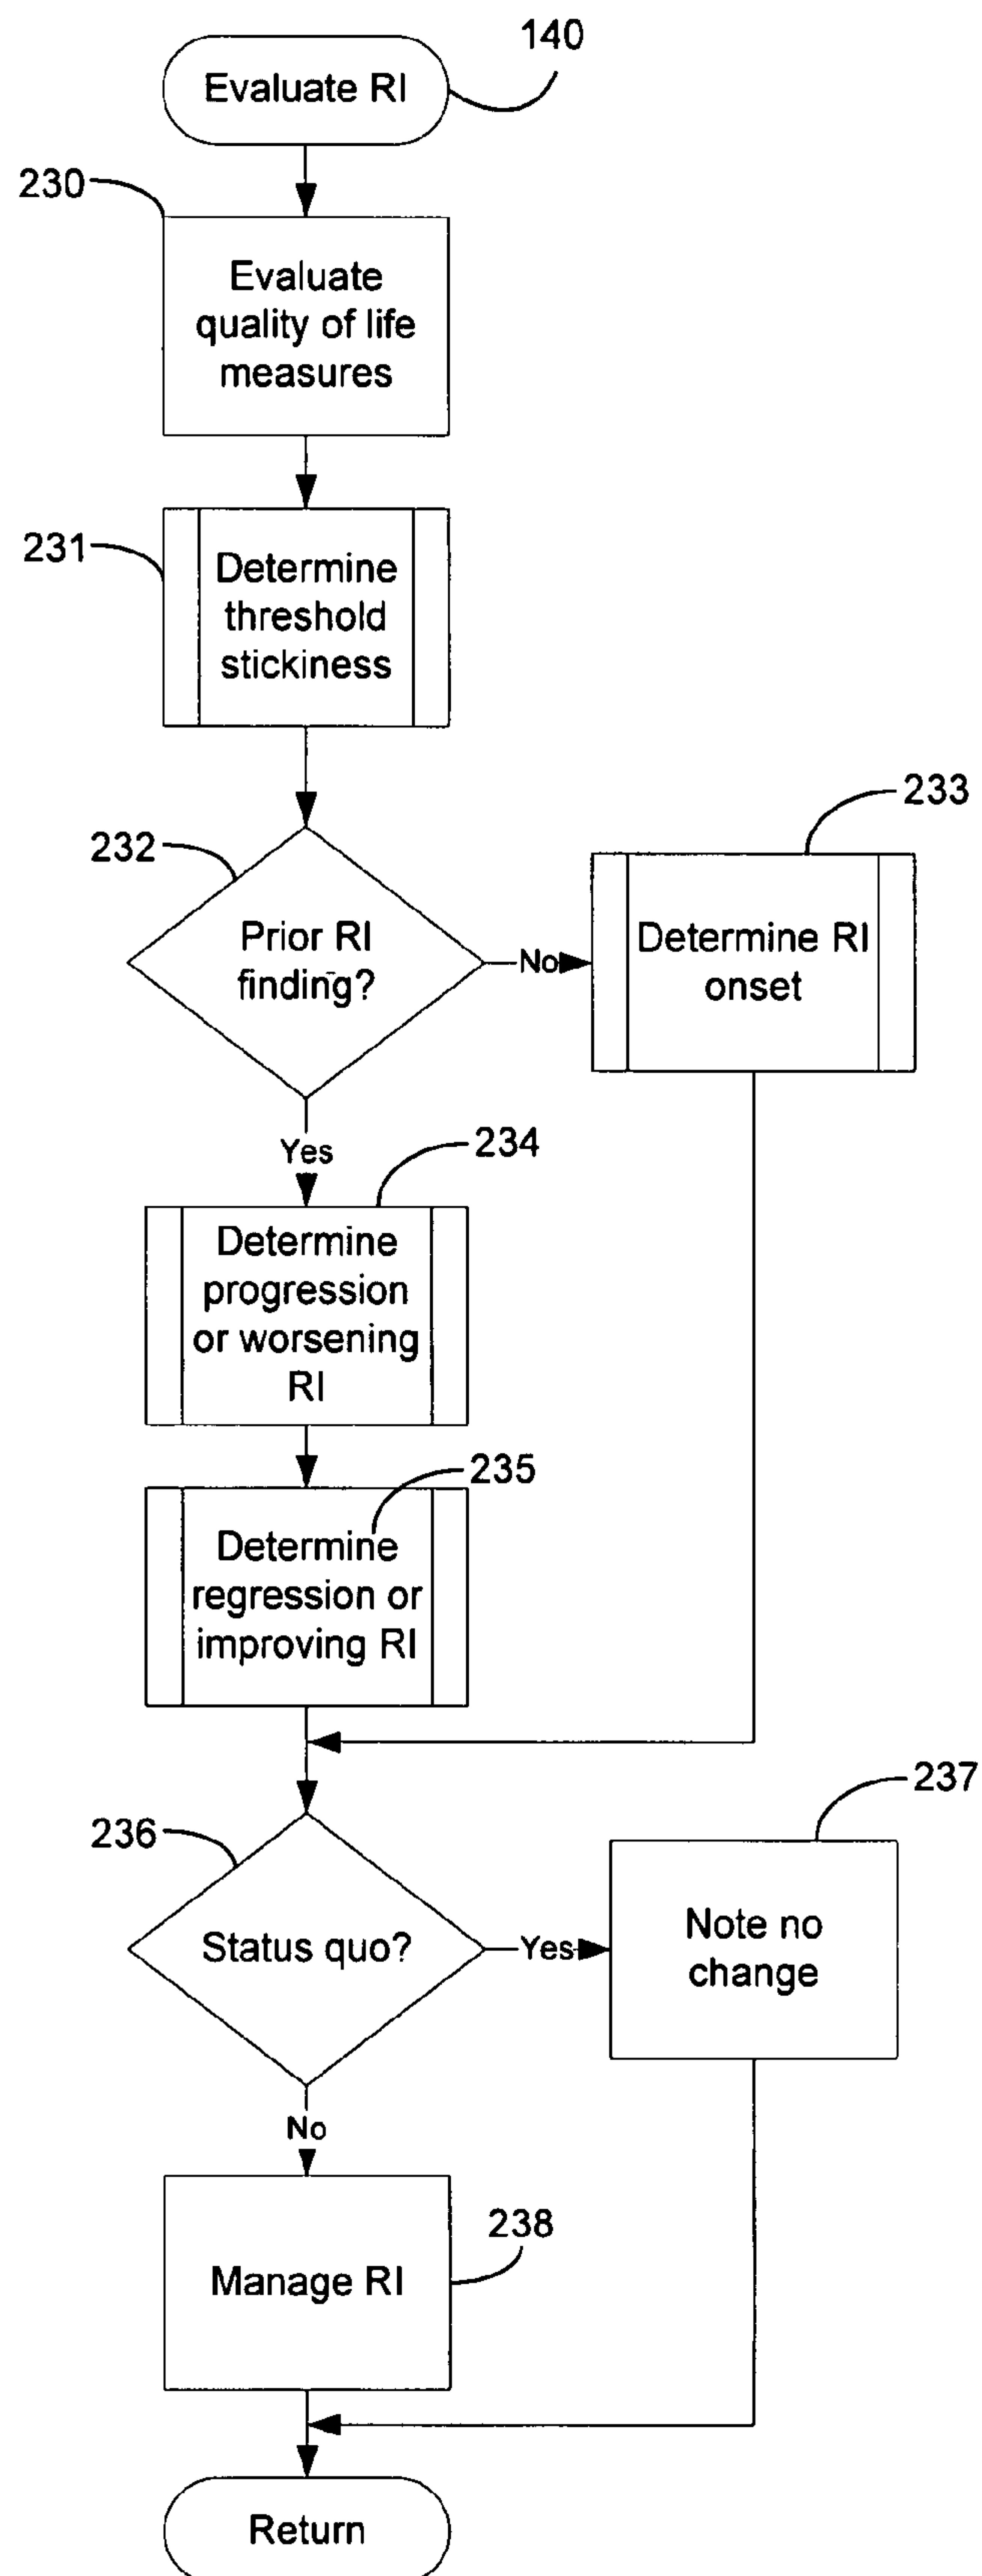 140
Evaluate RI
230
Evaluate
quality of life
measures
231
Determine
threshold
stickiness
233
232
Prior RI
finding?
No
Determine RI
onset
Yes
234
Determine
progression
or worsening
RI
235
Determine
regression or
improving RI
237
236
Status quo?
Yes
Note no
change
No
238
Manage RI
Return